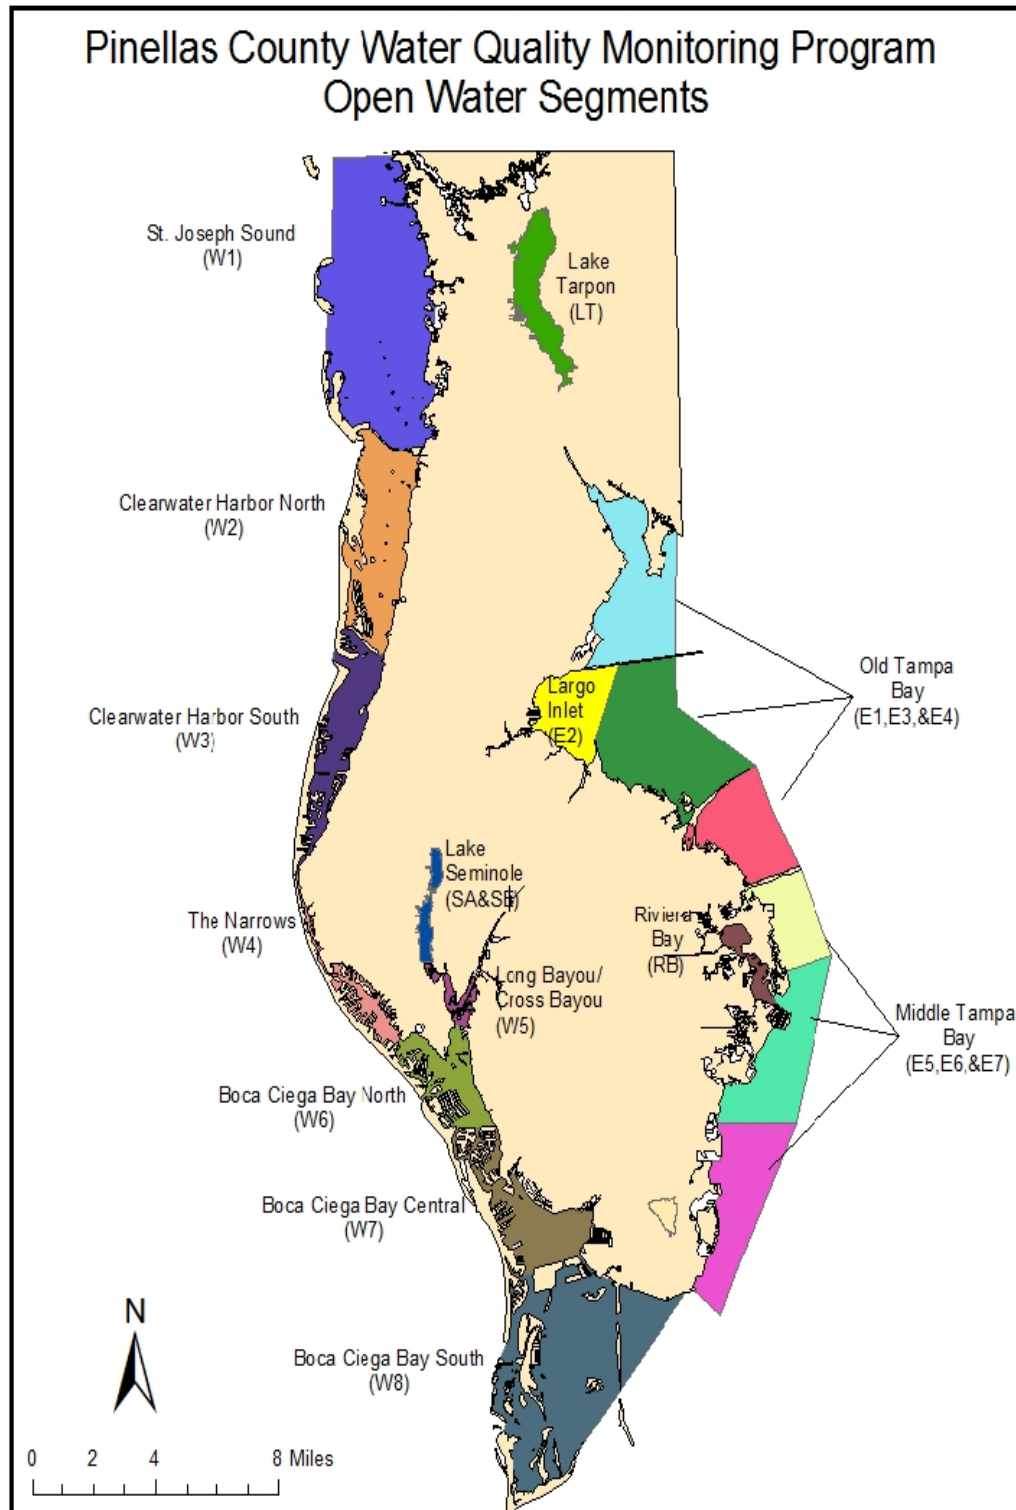 Pinellas County Water Quality Monitoring Program
Open Water Segments
St. Joseph Sound
(W1)
Lake
Tarpon
(LT)
Clearwater Harbor North
(W2)
Old Tampa
Bay
(E1,E3,&E4)
Largo
Inlet
(E2)
Clearwater Harbor South
(W3)
Lake
Seminole
(SA&SB)
The Narrows
(W4)
Riviera
Bay
(RB)
Long Bayou/
Cross Bayou
(W5)
Middle Tampa
Bay
(E5,E6,&E7)
Boca Ciega Bay North
(W6)
Boca Ciega Bay Central
(W7)
Boca Ciega Bay South
(W8)
N
0 2 4 8 Miles